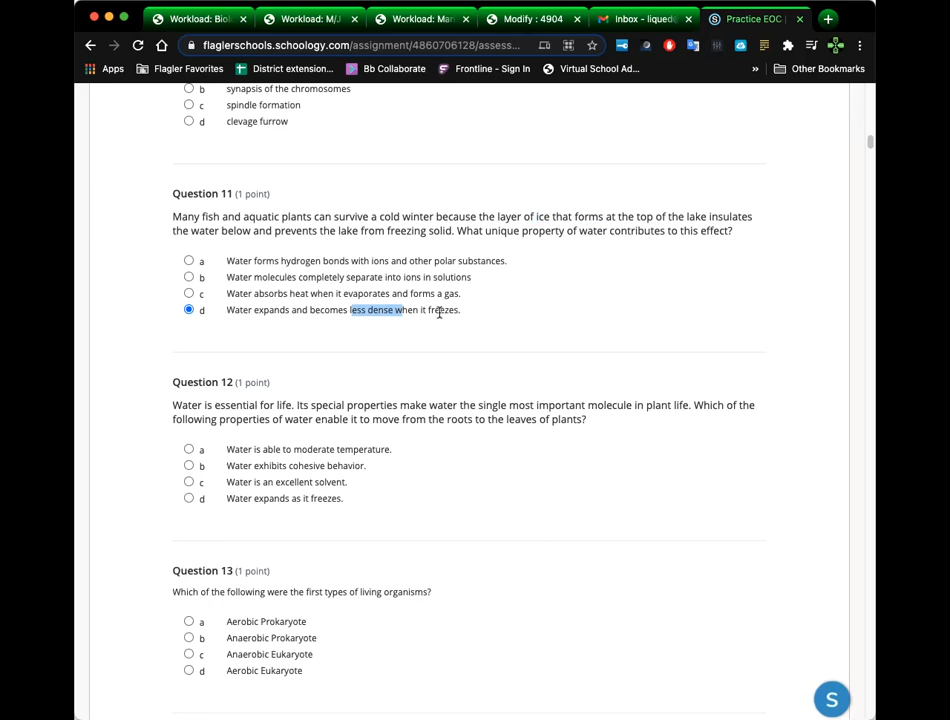 Workload: Biol
Workload: M/J
Workload: Mar
Modify : 4904
Inbox - liqued
Practice EOC
flaglerschools.schoology.com/assignment/4860706128/assess...
Apps
Flagler Favorites
District extension...
Bb Collaborate
Frontline - Sign In
Virtual School Ad...
»
Other Bookmarks
b synapsis of the chromosomes
c spindle formation
d clevage furrow
Question 11 (1 point)
Many fish and aquatic plants can survive a cold winter because the layer of ice that forms at the top of the lake insulates
the water below and prevents the lake from freezing solid. What unique property of water contributes to this effect?
a Water forms hydrogen bonds with ions and other polar substances.
b Water molecules completely separate into ions in solutions
c Water absorbs heat when it evaporates and forms a gas.
d Water expands and becomes less dense when it freezes.
Question 12 (1 point)
Water is essential for life. Its special properties make water the single most important molecule in plant life. Which of the
following properties of water enable it to move from the roots to the leaves of plants?
a Water is able to moderate temperature.
b Water exhibits cohesive behavior.
c Water is an excellent solvent.
d Water expands as it freezes.
Question 13 (1 point)
Which of the following were the first types of living organisms?
a Aerobic Prokaryote
b Anaerobic Prokaryote
c Anaerobic Eukaryote
d Aerobic Eukaryote
S